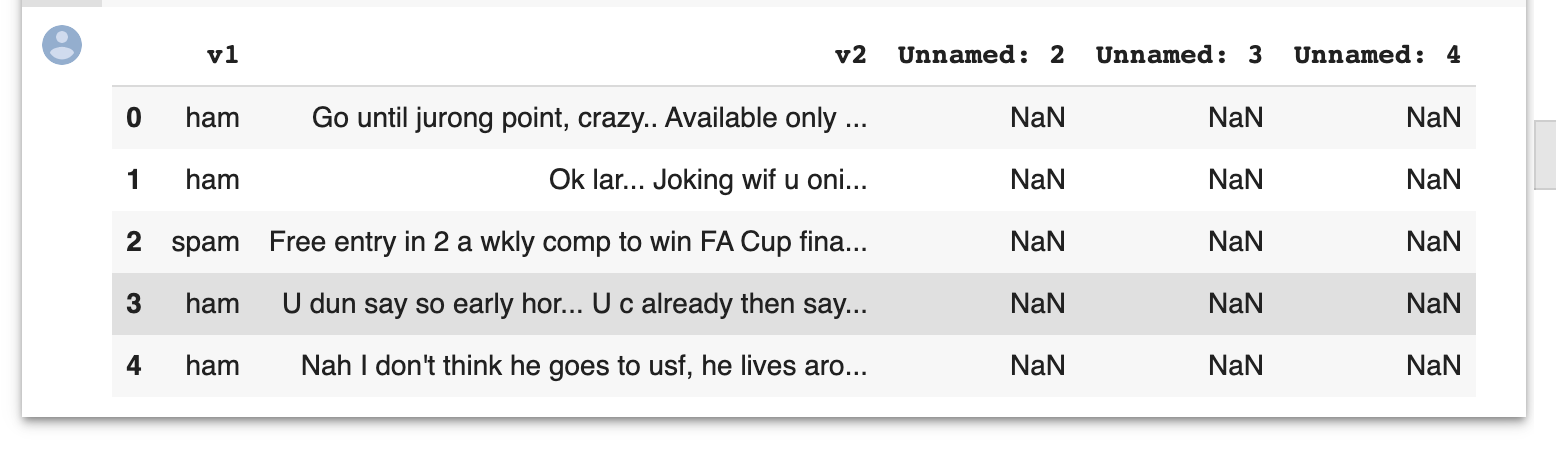 v1 v2 Unnamed: 2 Unnamed: 3 Unnamed: 4
0 ham Go until jurong point, crazy.. Available only ... NaN NaN NaN
1 ham Ok lar... Joking wif u oni... NaN NaN NaN
2 spam Free entry in 2 a wkly comp to win FA Cup fina... NaN NaN NaN
3 ham U dun say so early hor... U c already then say... NaN NaN NaN
4 ham Nah I don't think he goes to usf, he lives aro... NaN NaN NaN